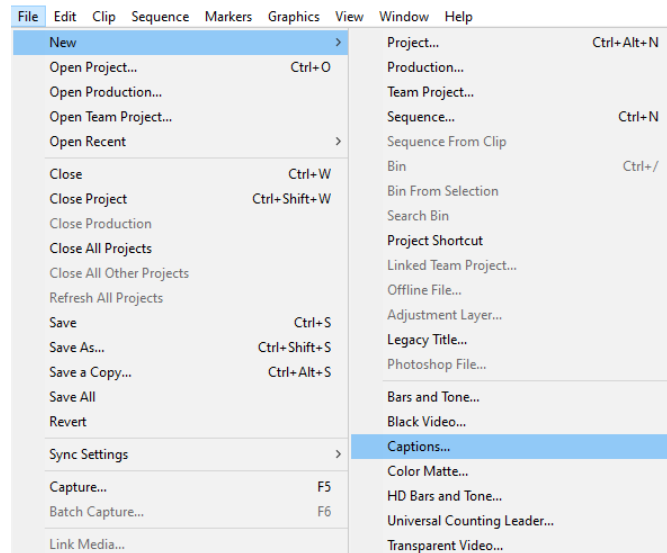 File Edit Clip Sequence Markers Graphics View Window Help
New >
Open Project... Ctrl+O
Open Production...
Open Team Project...
Open Recent >
Close Ctrl+W
Close Project Ctrl+Shift+W
Close Production
Close All Projects
Close All Other Projects
Refresh All Projects
Save Ctrl+S
Save As... Ctrl+Shift+S
Save a Copy... Ctrl+Alt+S
Save All
Revert
Sync Settings >
Capture... F5
Batch Capture... F6
Link Media...
Project... Ctrl+Alt+N
Production...
Team Project...
Sequence... Ctrl+N
Sequence From Clip
Bin Ctrl+/
Bin From Selection
Search Bin
Project Shortcut
Linked Team Project...
Offline File...
Adjustment Layer...
Legacy Title...
Photoshop File...
Bars and Tone...
Black Video...
Captions...
Color Matte...
HD Bars and Tone...
Universal Counting Leader...
Transparent Video...